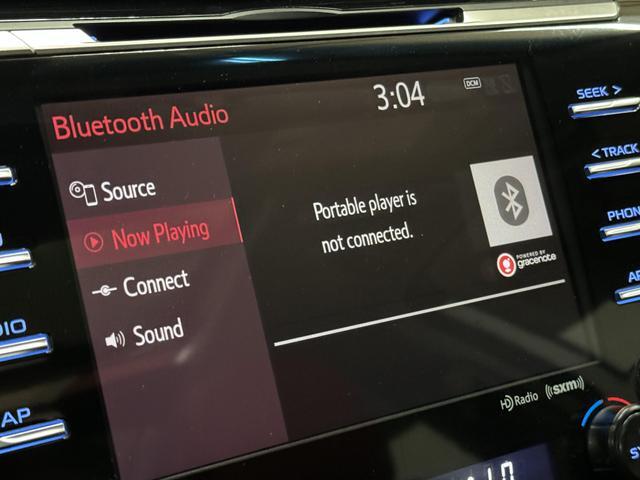 3:04
DCM
Bluetooth Audio
Source
Now Playing
Connect
Sound
Portable player is
not connected.
POWERED BY
gracenote
HD Radio
((SXM))
SEEK >
< TRACK